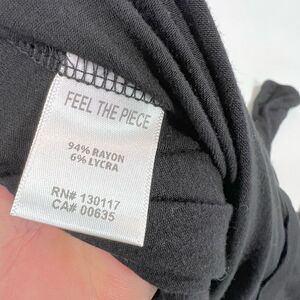 FEEL THE PIECE
94% RAYON
6% LYCRA
RN# 130117
CA# 00635